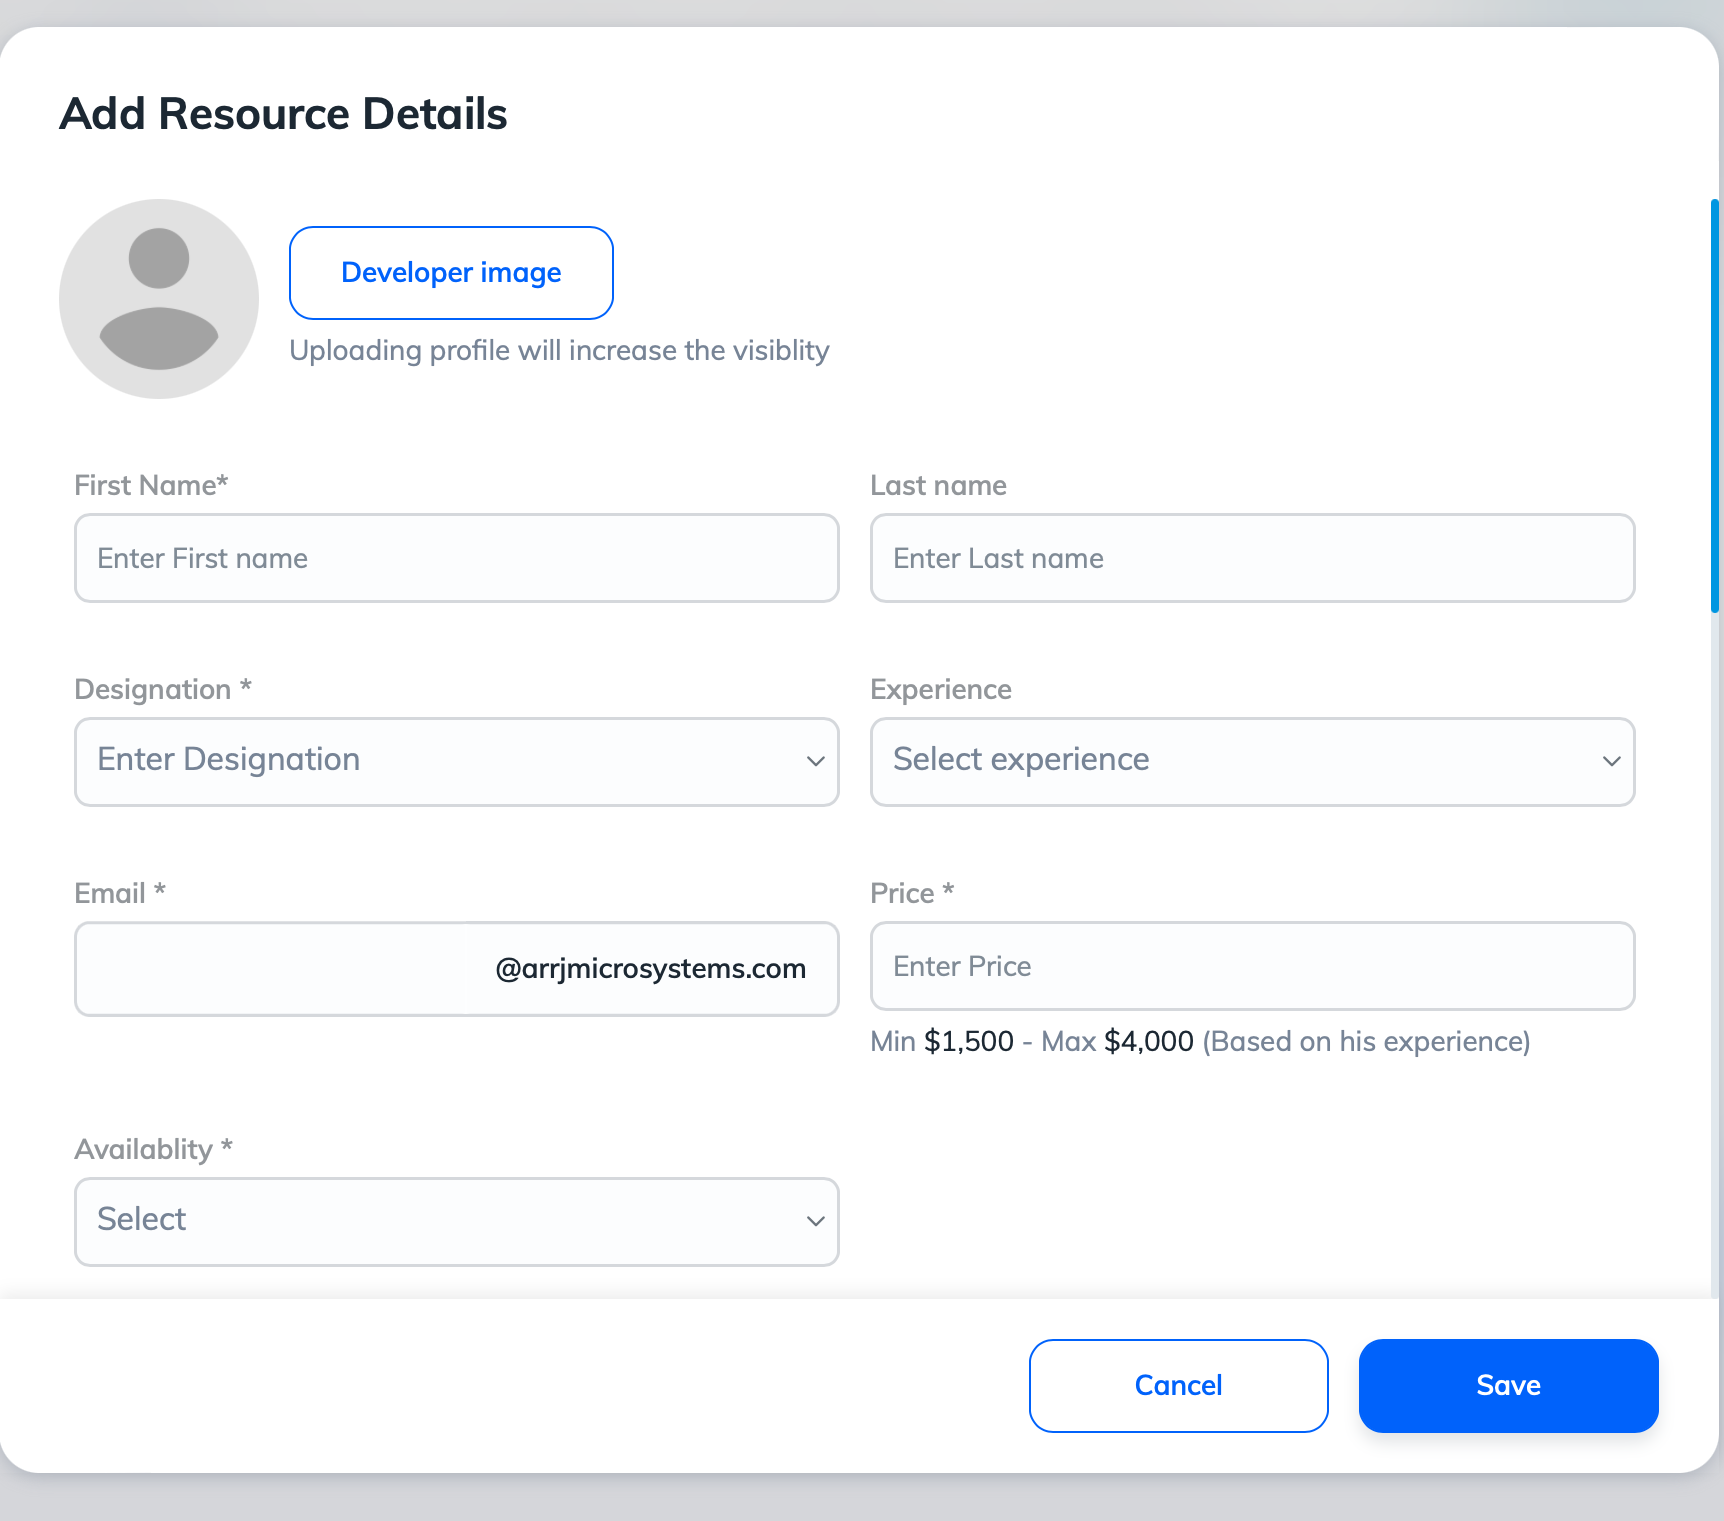 Add Resource Details
Developer image
Uploading profile will increase the visiblity
First Name*
Last name
Enter First name
Enter Last name
Designation *
Experience
Enter Designation
Select experience
Email *
Price *
@arrjmicrosystems.com
Enter Price
Min $1,500 - Max $4,000 (Based on his experience)
Availablity *
Select
Cancel
Save